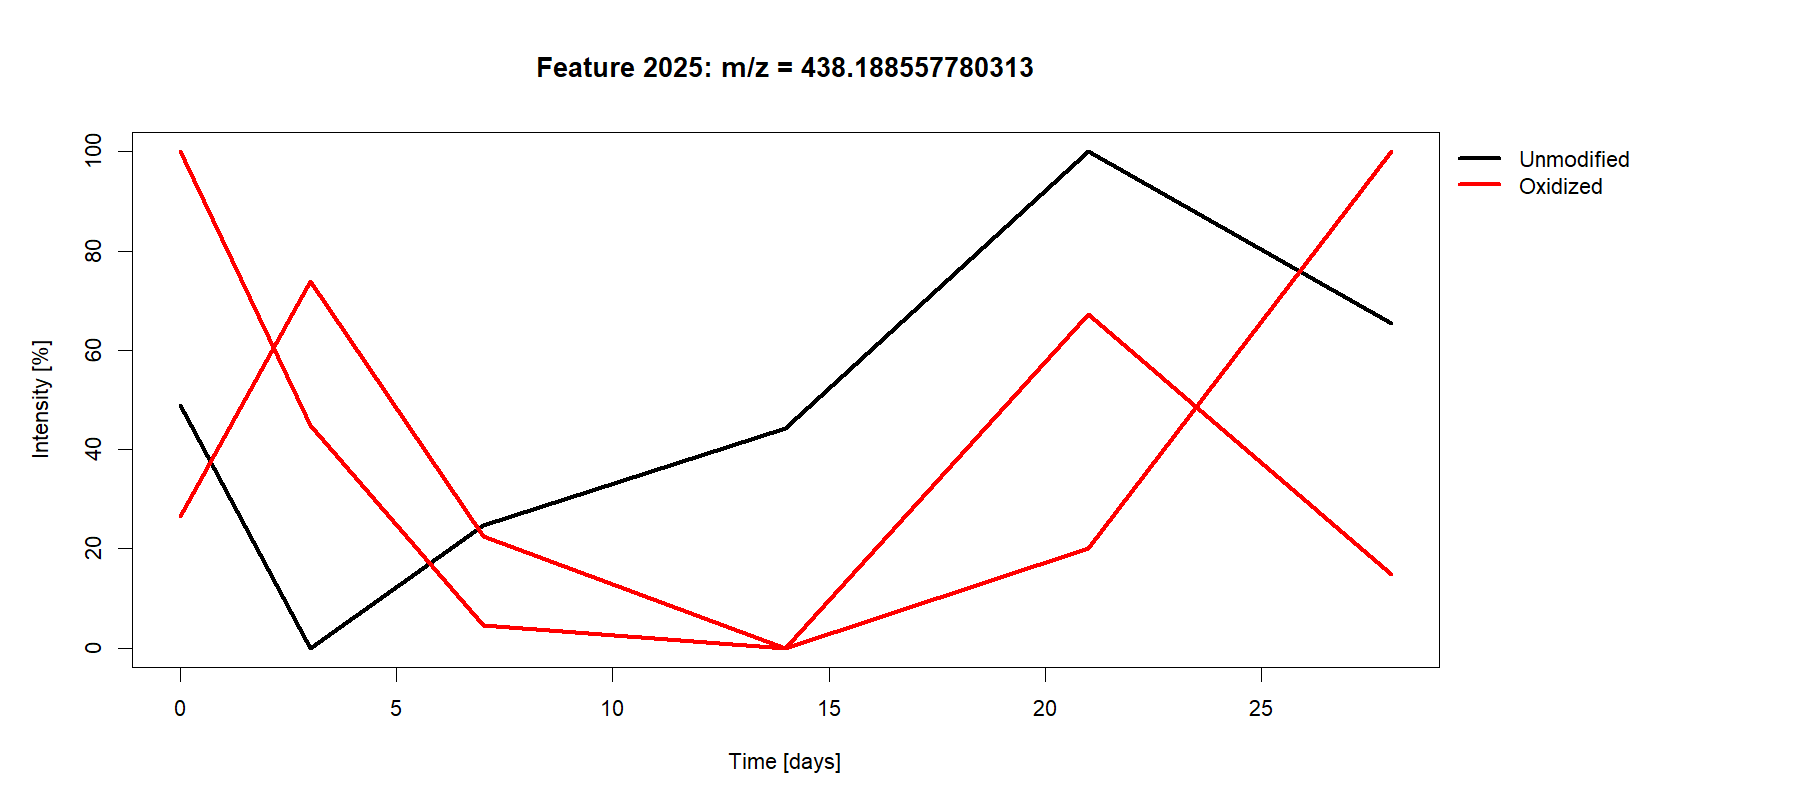 Feature 2025: m/z = 438.188557780313
Unmodified
Oxidized
Intensity [%]
100
80
60
40
20
0
0 5 10 15 20 25
Time [days]